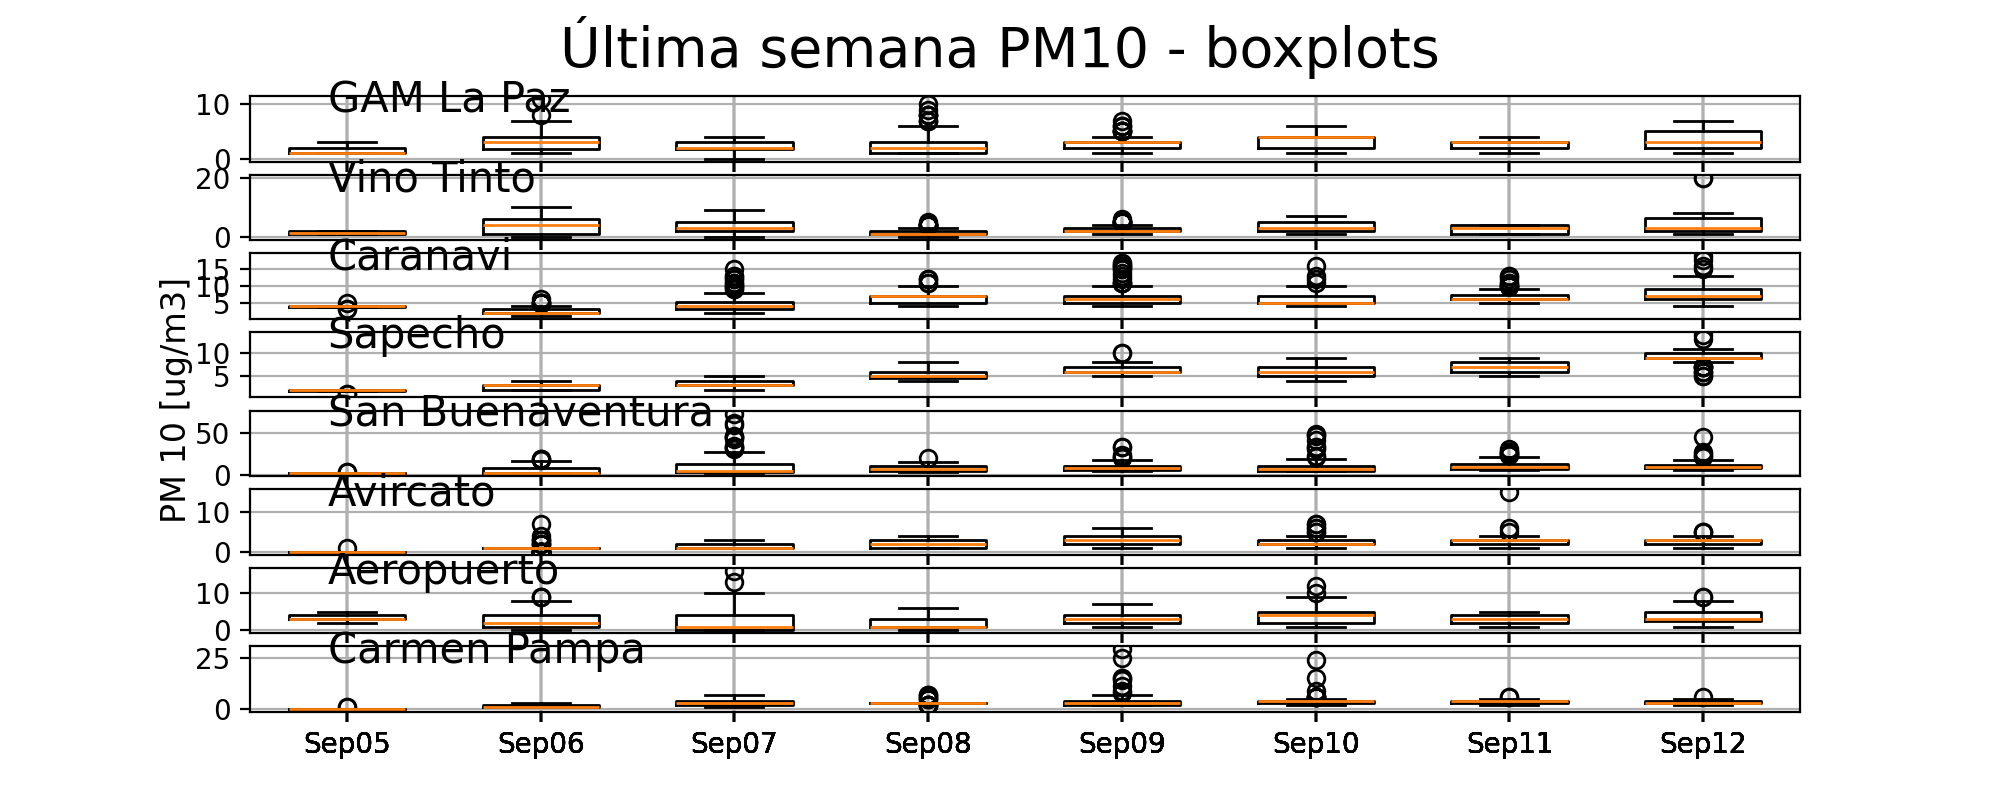 Última semana PM10 - boxplots
GAM La Paz
10
0
Vino Tinto
20
0
Caranavi
15
10
5
Sapecho
10
5
San Buenaventura
50
0
Avircato
10
0
Aeropuerto
10
0
Carmen Pampa
25
0
PM 10 [ug/m3]
Sep05 Sep06 Sep07 Sep08 Sep09 Sep10 Sep11 Sep12